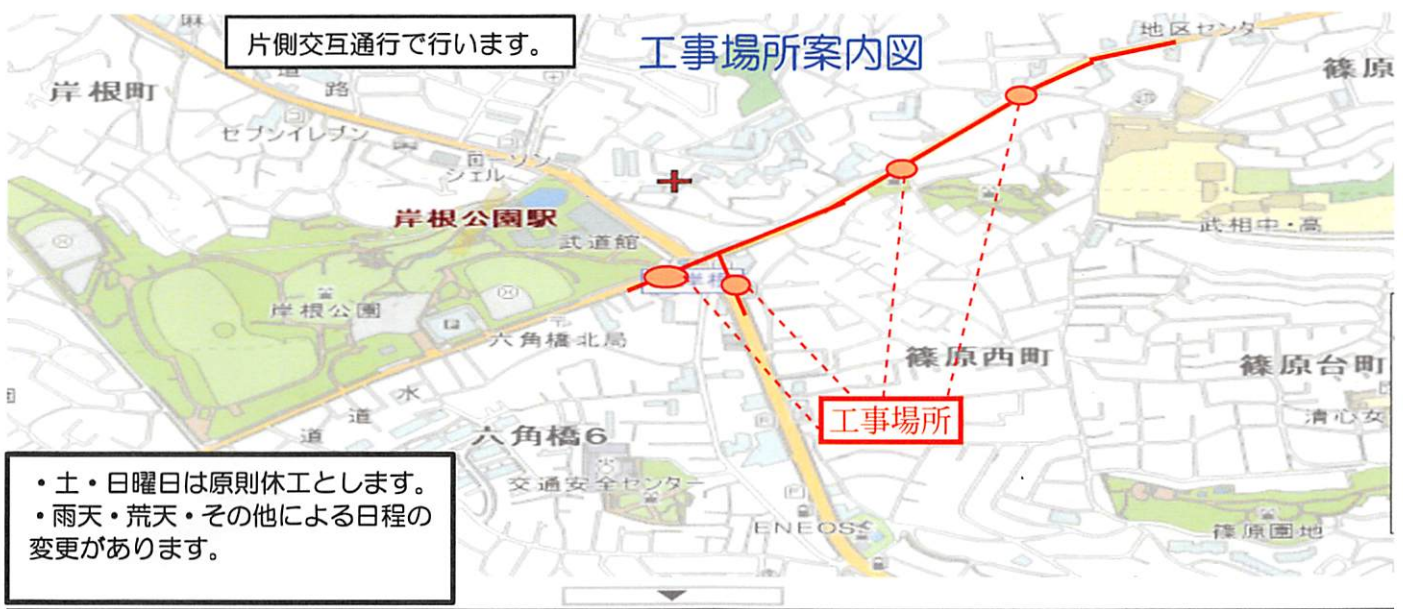 片側交互通行で行います。
工事場所案内図
地区センター
篠原
岸根町
道
路
セブンイレブン
ローソン
シェル
岸根公園駅
武道館
武相中・高
岸根公園
六角橋北局
篠原西町
篠原台町
工事場所
清心女
水
道
道
六角橋6
交通安全センター
ENEOS
篠原園地
・土・日曜日は原則休工とします。
・雨天・荒天・その他による日程の
変更があります。